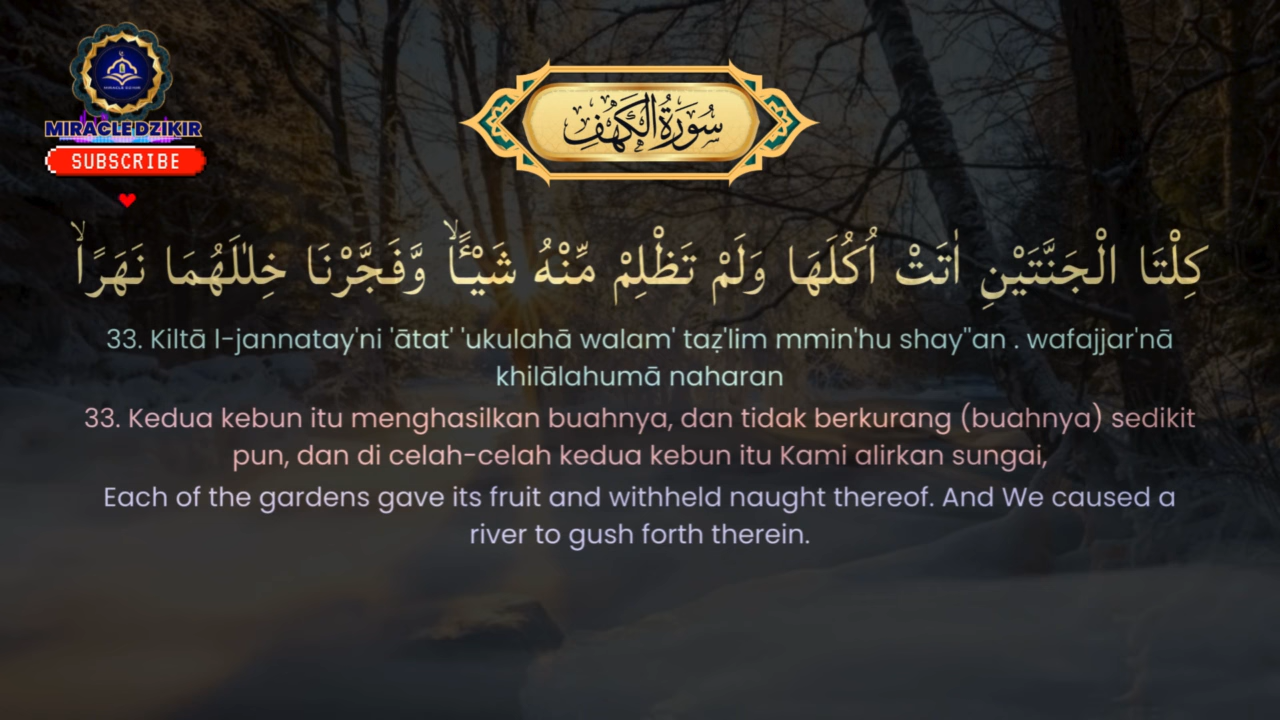 MIRACLE DZIKIR
MIRACLE DZIKIR
SUBSCRIBE
سُوْرَةُ الْكَهْفِ
كِلْتَا الْجَنَّتَيْنِ اٰتَتْ اُكُلَهَا وَلَمْ تَظْلِمْ مِّنْهُ شَيْـًٔاۙ وَّفَجَّرْنَا خِلٰلَهُمَا نَهَرًاۙ
33. Kiltā l-jannatay'ni 'ātat' 'ukulahā walam' taẓ'lim mmin'hu shay''an . wafajjar'nā
khilālahumā naharan
33. Kedua kebun itu menghasilkan buahnya, dan tidak berkurang (buahnya) sedikit
pun, dan di celah-celah kedua kebun itu Kami alirkan sungai,
Each of the gardens gave its fruit and withheld naught thereof. And We caused a
river to gush forth therein.